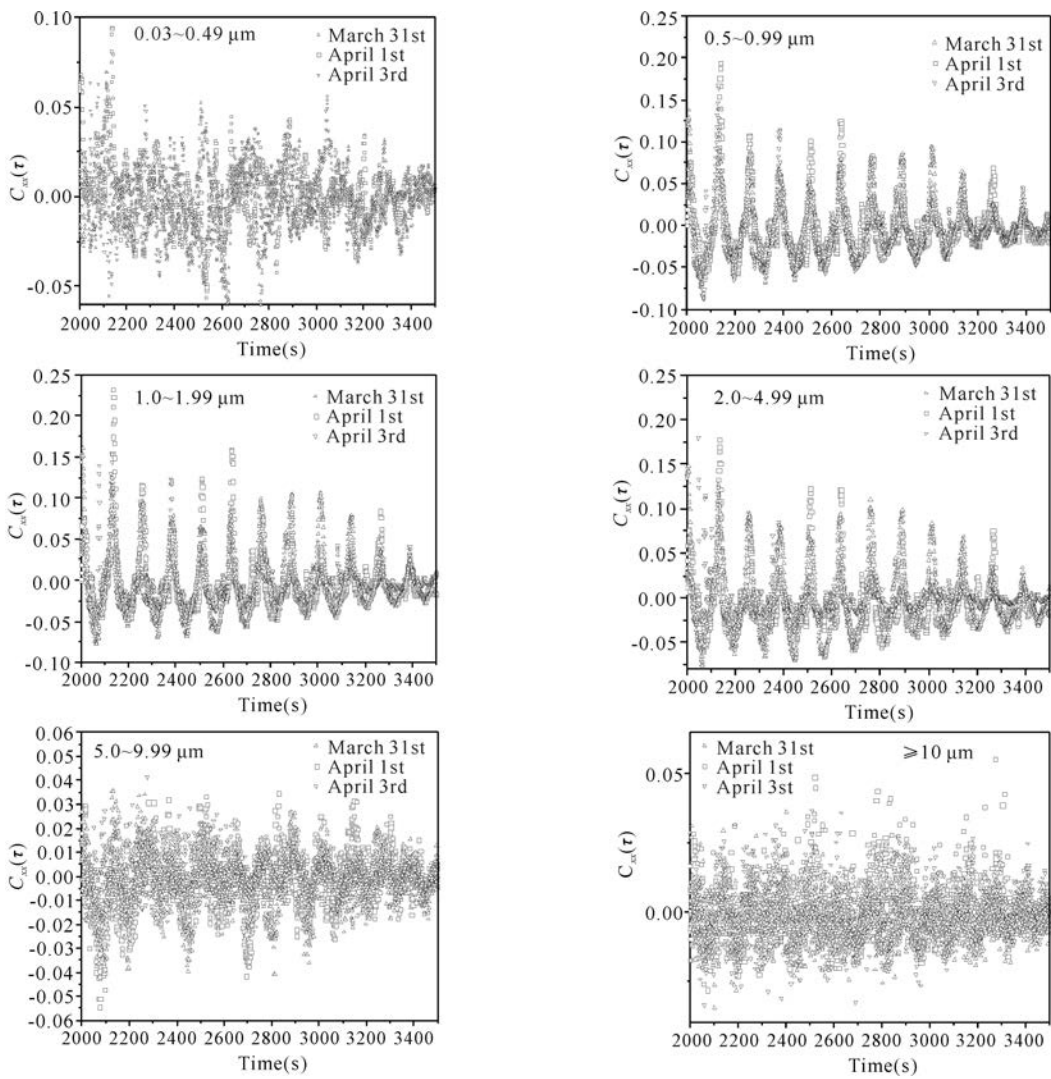 0.03~0.49 μm
March 31st
April 1st
April 3rd
0.10
0.05
0.00
-0.05
Cxx(τ)
2000 2200 2400 2600 2800 3000 3200 3400
Time(s)
0.5~0.99 μm
March 31st
April 1st
April 3rd
0.25
0.20
0.15
0.10
0.05
0.00
-0.05
-0.10
Cxx(τ)
2000 2200 2400 2600 2800 3000 3200 3400
Time(s)
1.0~1.99 μm
March 31st
April 1st
April 3rd
0.25
0.20
0.15
0.10
0.05
0.00
-0.05
-0.10
Cxx(τ)
2000 2200 2400 2600 2800 3000 3200 3400
Time(s)
2.0~4.99 μm
March 31st
April 1st
April 3rd
0.25
0.20
0.15
0.10
0.05
0.00
-0.05
Cxx(τ)
2000 2200 2400 2600 2800 3000 3200 3400
Time(s)
5.0~9.99 μm
March 31st
April 1st
April 3rd
0.06
0.05
0.04
0.03
0.02
0.01
0.00
-0.01
-0.02
-0.03
-0.04
-0.05
-0.06
Cxx(τ)
2000 2200 2400 2600 2800 3000 3200 3400
Time(s)
⩾10 μm
March 31st
April 1st
April 3st
0.05
0.00
Cxx(τ)
2000 2200 2400 2600 2800 3000 3200 3400
Time(s)